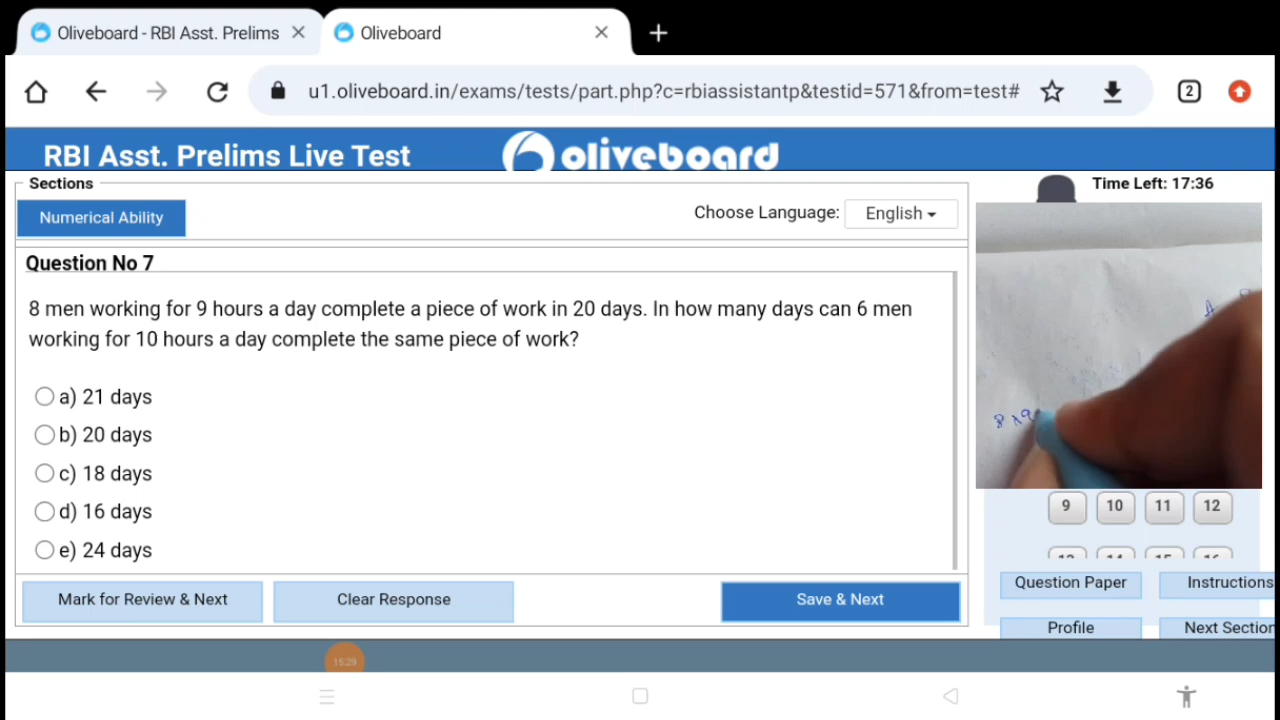 Oliveboard - RBI Asst. Prelims
Oliveboard
u1.oliveboard.in/exams/tests/part.php?c=rbiassistantp&testid=571&from=test#
2
RBI Asst. Prelims Live Test
oliveboard
Sections
Time Left: 17:36
Numerical Ability
Choose Language:
English
Question No 7
8 men working for 9 hours a day complete a piece of work in 20 days. In how many days can 6 men
working for 10 hours a day complete the same piece of work?
a) 21 days
b) 20 days
c) 18 days
d) 16 days
e) 24 days
8 x 9
9 10 11 12
Mark for Review & Next
Clear Response
Save & Next
Question Paper
Instructions
Profile
Next Section
15:29